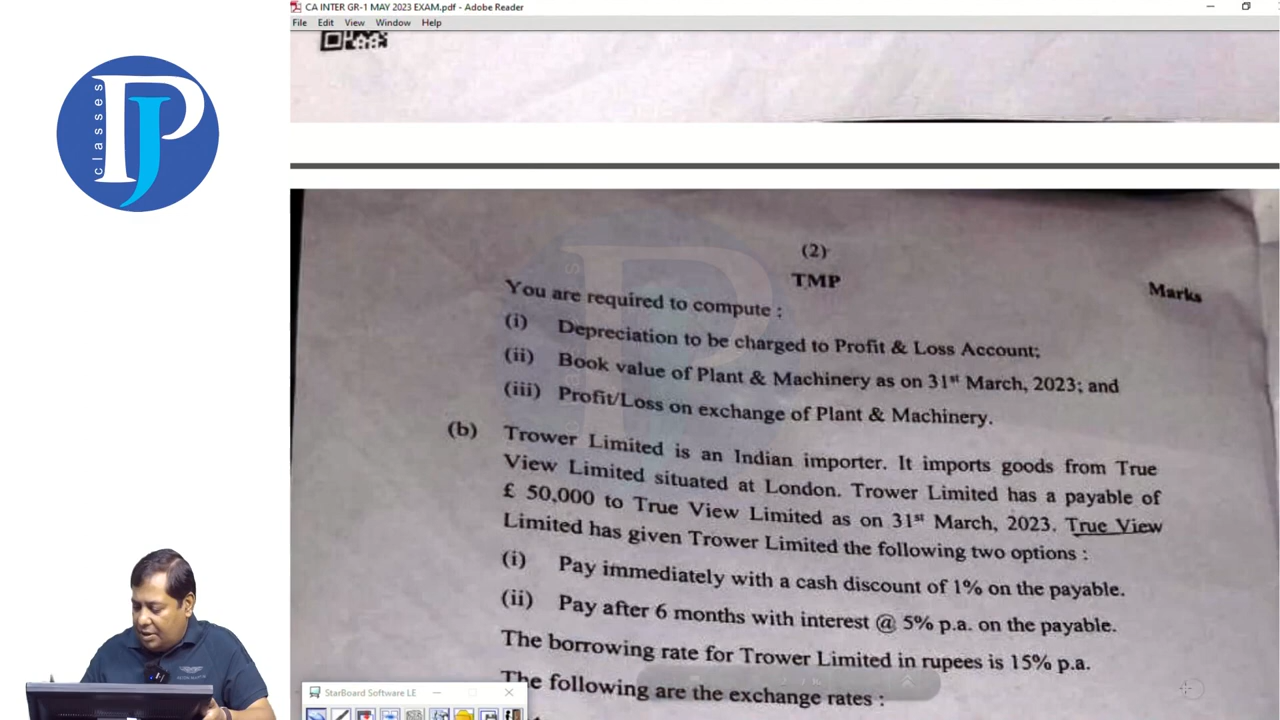 CA INTER GR-1 MAY 2023 EXAM.pdf - Adobe Reader
File Edit View Window Help
classes
PJ
(2)
TMP
Marks
You are required to compute :
(i) Depreciation to be charged to Profit & Loss Account;
(ii) Book value of Plant & Machinery as on 31st March, 2023; and
(iii) Profit/Loss on exchange of Plant & Machinery.
(b) Trower Limited is an Indian importer. It imports goods from True
View Limited situated at London. Trower Limited has a payable of
£ 50,000 to True View Limited as on 31st March, 2023. True View
Limited has given Trower Limited the following two options :
(i) Pay immediately with a cash discount of 1% on the payable.
(ii) Pay after 6 months with interest @ 5% p.a. on the payable.
The borrowing rate for Trower Limited in rupees is 15% p.a.
The following are the exchange rates :
StarBoard Software LE